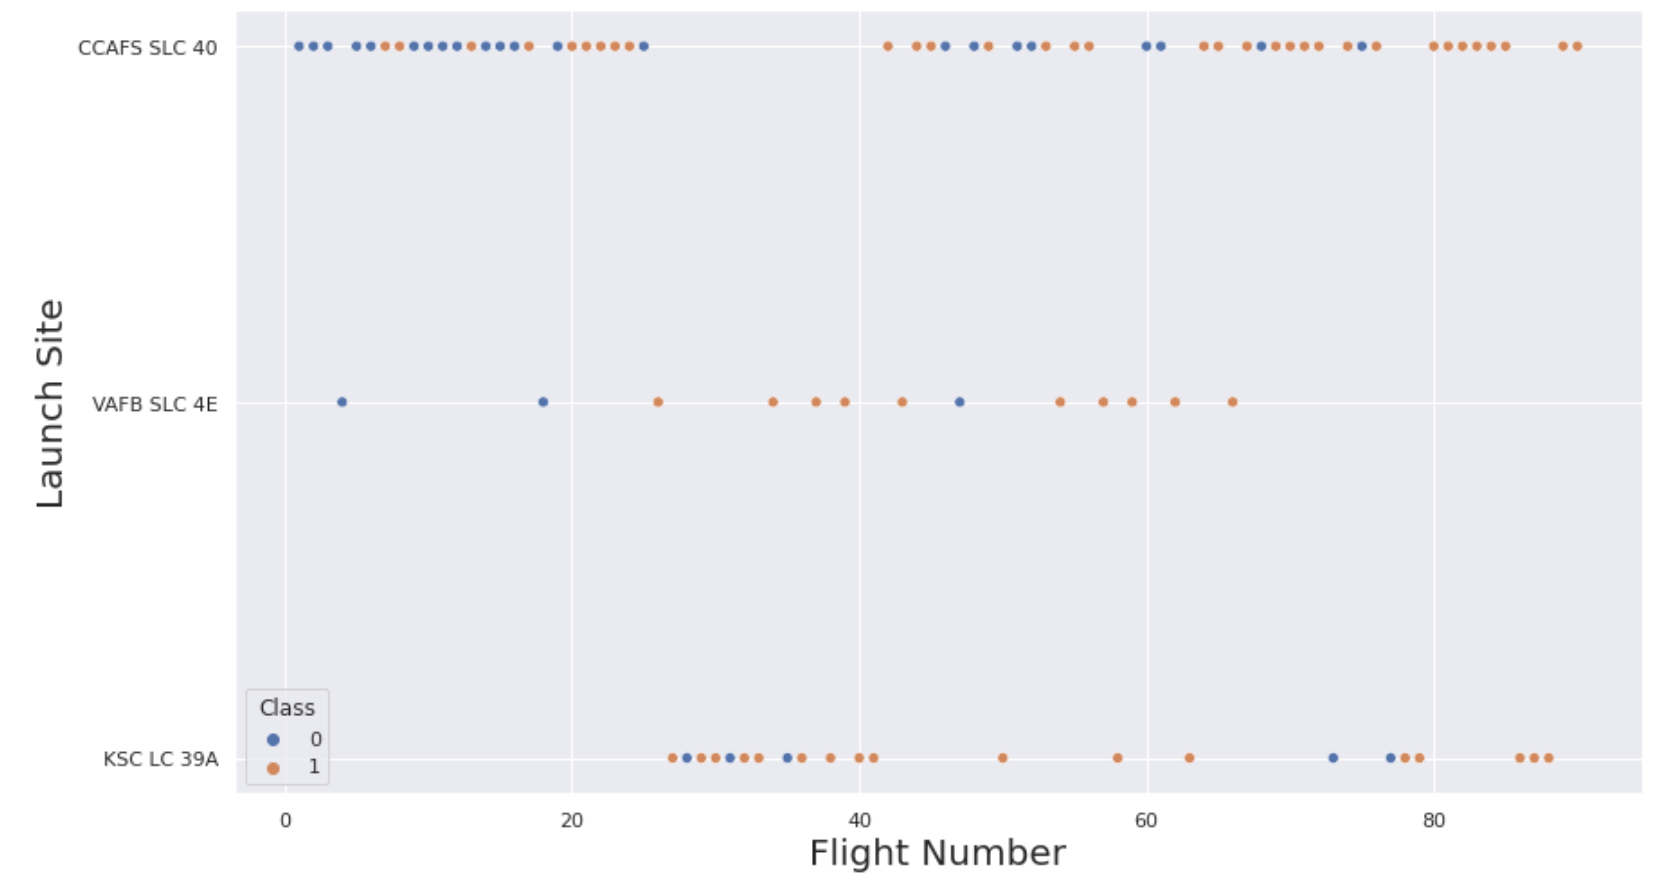 CCAFS SLC 40
VAFB SLC 4E
KSC LC 39A
Launch Site
Class
0
1
0 20 40 60 80
Flight Number